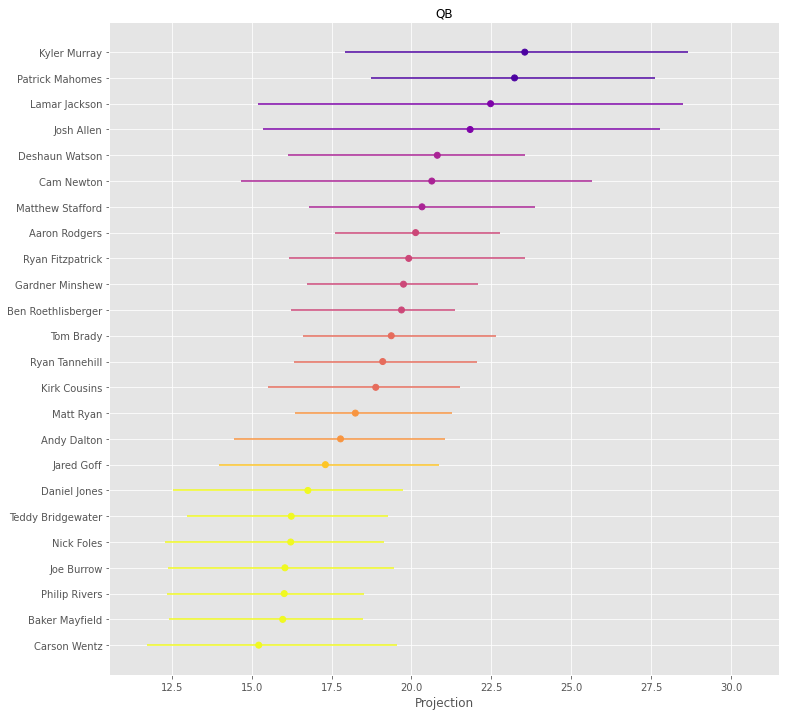 QB
Kyler Murray
Patrick Mahomes
Lamar Jackson
Josh Allen
Deshaun Watson
Cam Newton
Matthew Stafford
Aaron Rodgers
Ryan Fitzpatrick
Gardner Minshew
Ben Roethlisberger
Tom Brady
Ryan Tannehill
Kirk Cousins
Matt Ryan
Andy Dalton
Jared Goff
Daniel Jones
Teddy Bridgewater
Nick Foles
Joe Burrow
Philip Rivers
Baker Mayfield
Carson Wentz
12.5 15.0 17.5 20.0 22.5 25.0 27.5 30.0
Projection